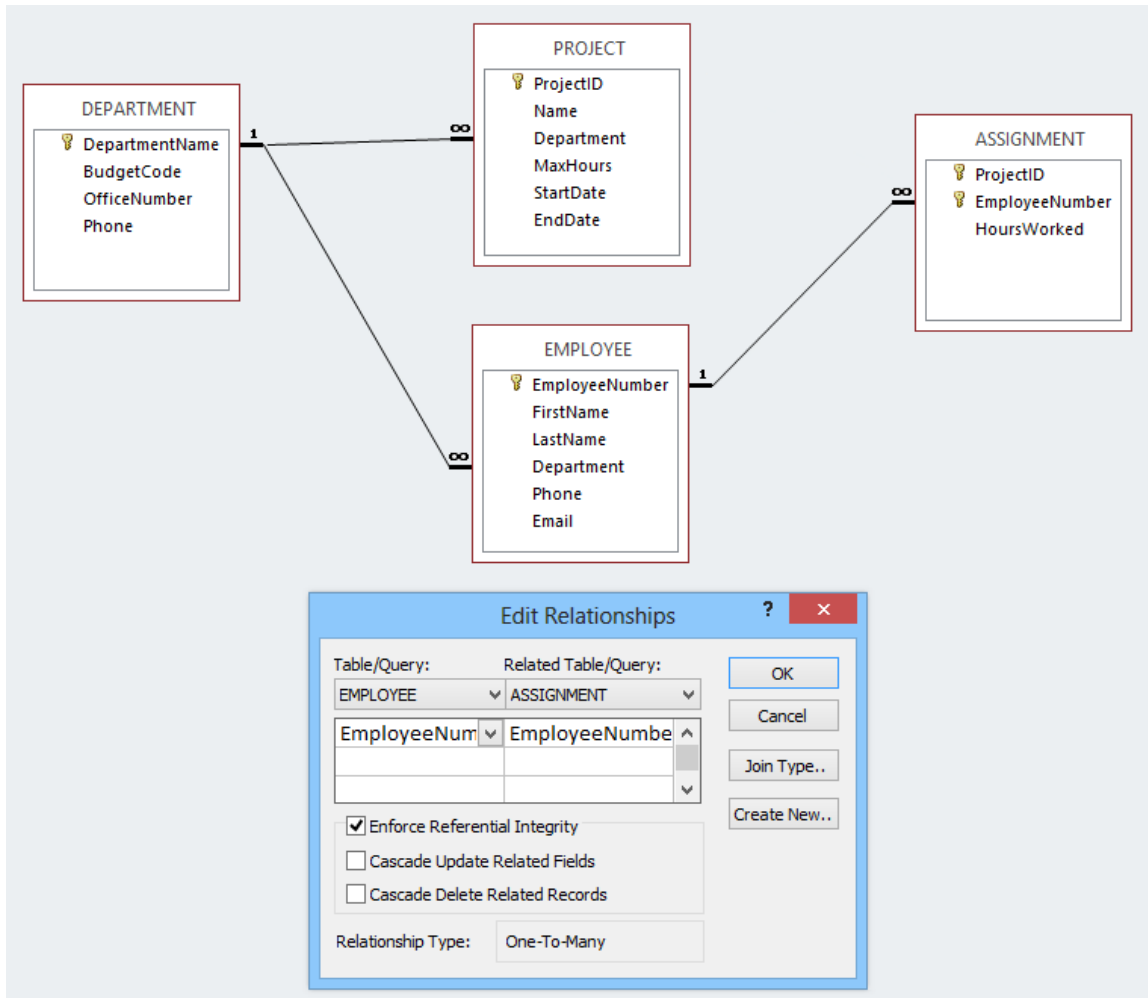 PROJECT
ProjectID
Name
Department
MaxHours
StartDate
EndDate
DEPARTMENT
DepartmentName
BudgetCode
OfficeNumber
Phone
1
∞
∞
ASSIGNMENT
ProjectID
EmployeeNumber
HoursWorked
∞
EMPLOYEE
EmployeeNumber
FirstName
LastName
Department
Phone
Email
1
Edit Relationships ?
Table/Query: Related Table/Query:
EMPLOYEE ASSIGNMENT
EmployeeNum EmployeeNumbe
Enforce Referential Integrity
Cascade Update Related Fields
Cascade Delete Related Records
Relationship Type: One-To-Many
OK
Cancel
Join Type..
Create New..